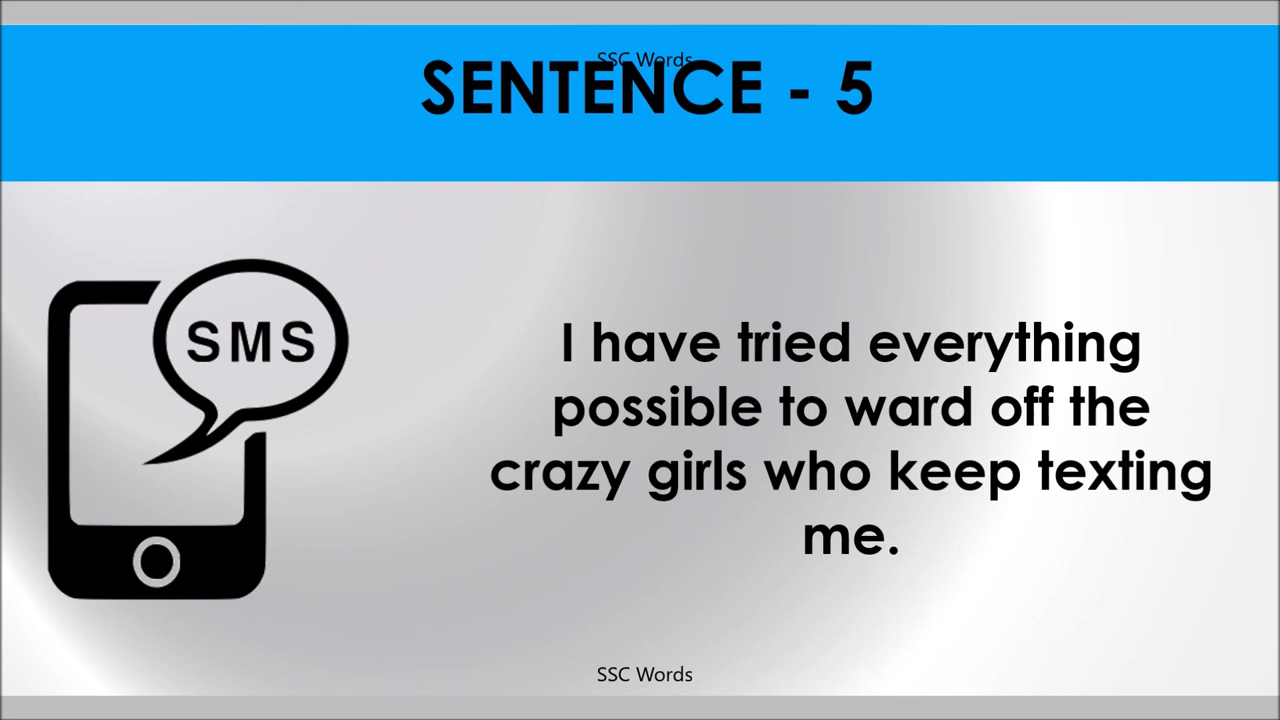 SSC Words
SENTENCE - 5
SMS
I have tried everything
possible to ward off the
crazy girls who keep texting
me.
SSC Words